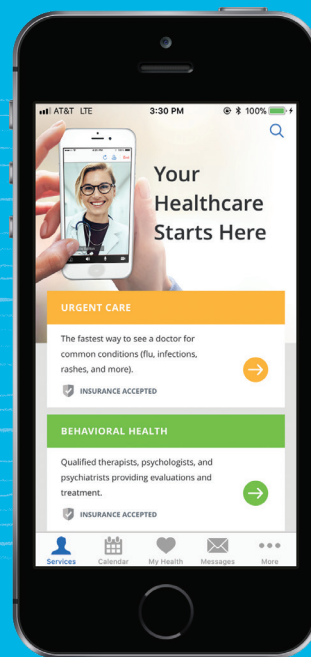 AT&T LTE 3:30 PM 100%
Your
Healthcare
Starts Here
URGENT CARE
The fastest way to see a doctor for
common conditions (flu, infections,
rashes, and more).
INSURANCE ACCEPTED
BEHAVIORAL HEALTH
Qualified therapists, psychologists, and
psychiatrists providing evaluations and
treatment.
INSURANCE ACCEPTED
Services Calendar My Health Messages More